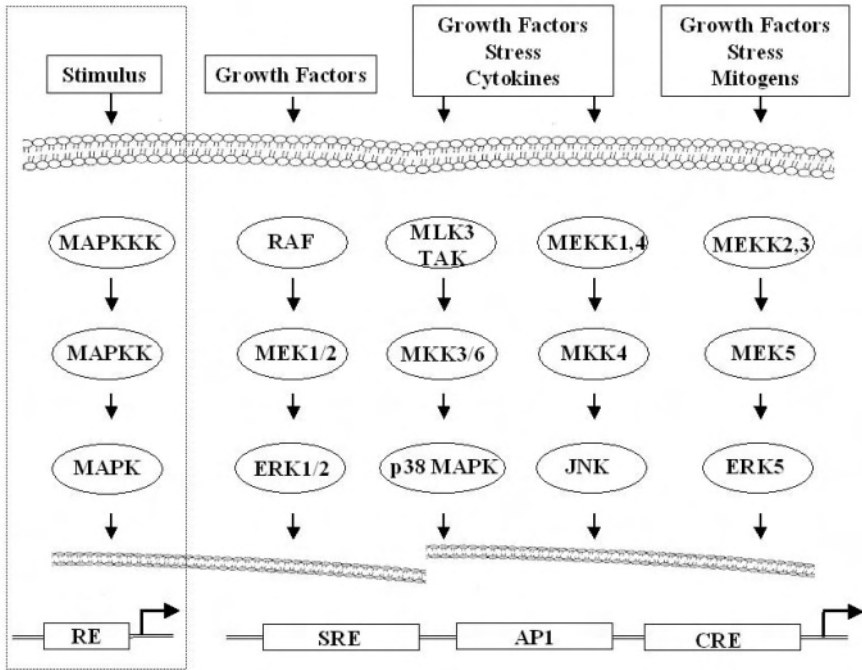 Stimulus
Growth Factors
Growth Factors
Stress
Cytokines
Growth Factors
Stress
Mitogens
MAPKKK
RAF
MLK3
TAK
MEKK1,4
MEKK2,3
MAPKK
MEK1/2
MKK3/6
MKK4
MEK5
MAPK
ERK1/2
p38 MAPK
JNK
ERK5
RE
SRE
AP1
CRE